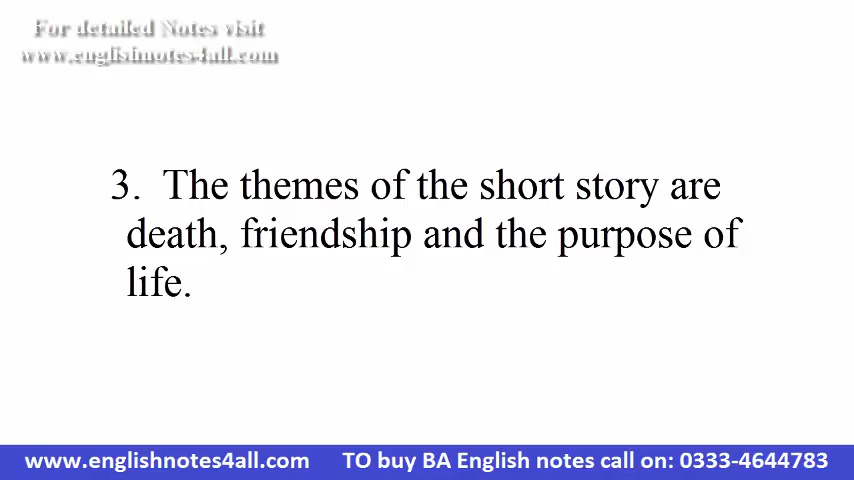 For detailed Notes visit
www.englishnotes4all.com
3. The themes of the short story are
death, friendship and the purpose of
life.
www.englishnotes4all.com TO buy BA English notes call on: 0333-4644783